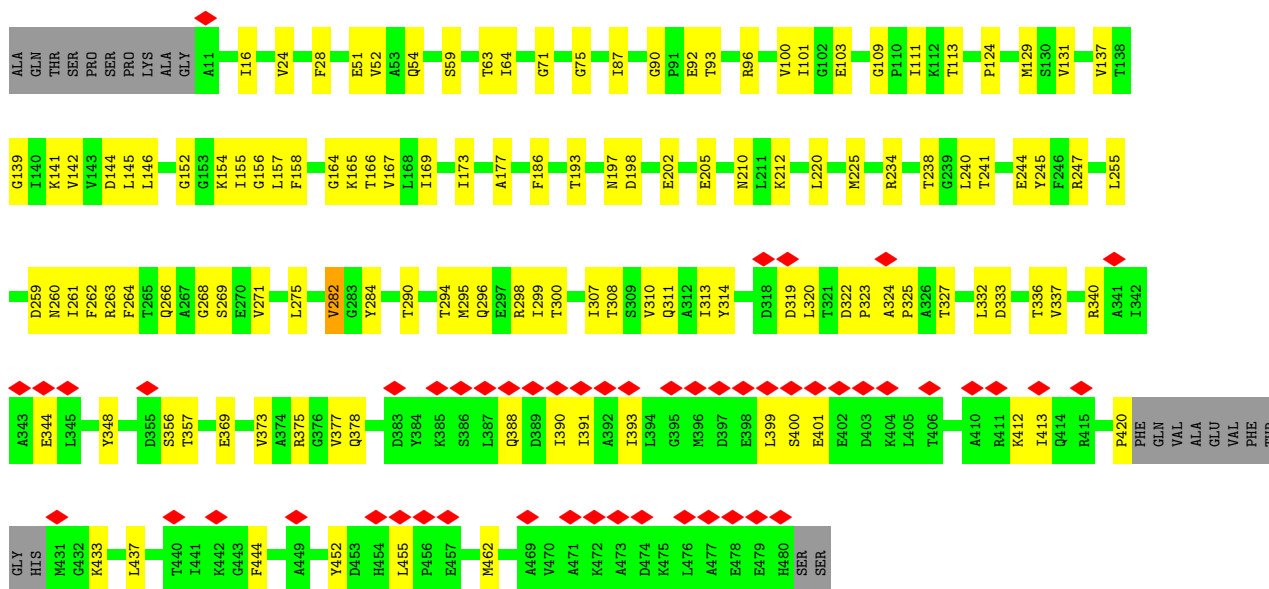 ALA GLN THR SER PRO SER PRO LYS ALA GLY A11 I16 V24 F28 E51 V52 A53 Q54 S59 T63 I64 G71 G75 I87 G90 P91 E92 T93 R96 V100 I101 G102 E103 G109 P110 I111 K112 T113 P124 M129 S130 V131 V137 T138
G139 I140 K141 V142 V143 D144 L145 L146 G152 G153 K154 I155 G156 L157 F158 G164 K165 T166 V167 L168 I169 I173 A177 F186 T193 N197 D198 E202 E205 N210 L211 K212 L220 M225 R234 T238 G239 L240 T241 E244 Y245 F246 R247 L255
D259 N260 I261 F262 R263 F264 T265 Q266 A267 G268 S269 E270 V271 L275 V282 G283 Y284 T290 T294 M295 Q296 E297 R298 I299 T300 I307 T308 S309 V310 Q311 A312 I313 Y314 D318 D319 L320 T321 D322 P323 A324 P325 A326 T327 L332 D333 T336 V337 R340 A341 I342
A343 E344 L345 Y348 D355 S356 T357 E369 V373 A374 R375 G376 V377 Q378 D383 Y384 K385 S386 L387 Q388 D389 I390 I391 A392 I393 L394 G395 M396 D397 E398 L399 S400 E401 E402 D403 K404 L405 T406 A410 R411 K412 I413 Q414 R415 P420 PHE GLN VAL ALA GLU VAL PHE THR
GLY HIS M431 G432 K433 L437 T440 I441 K442 G443 F444 A449 Y452 D453 H454 L455 P456 E457 M462 A469 V470 A471 K472 A473 D474 K475 L476 A477 E478 E479 H480 SER SER